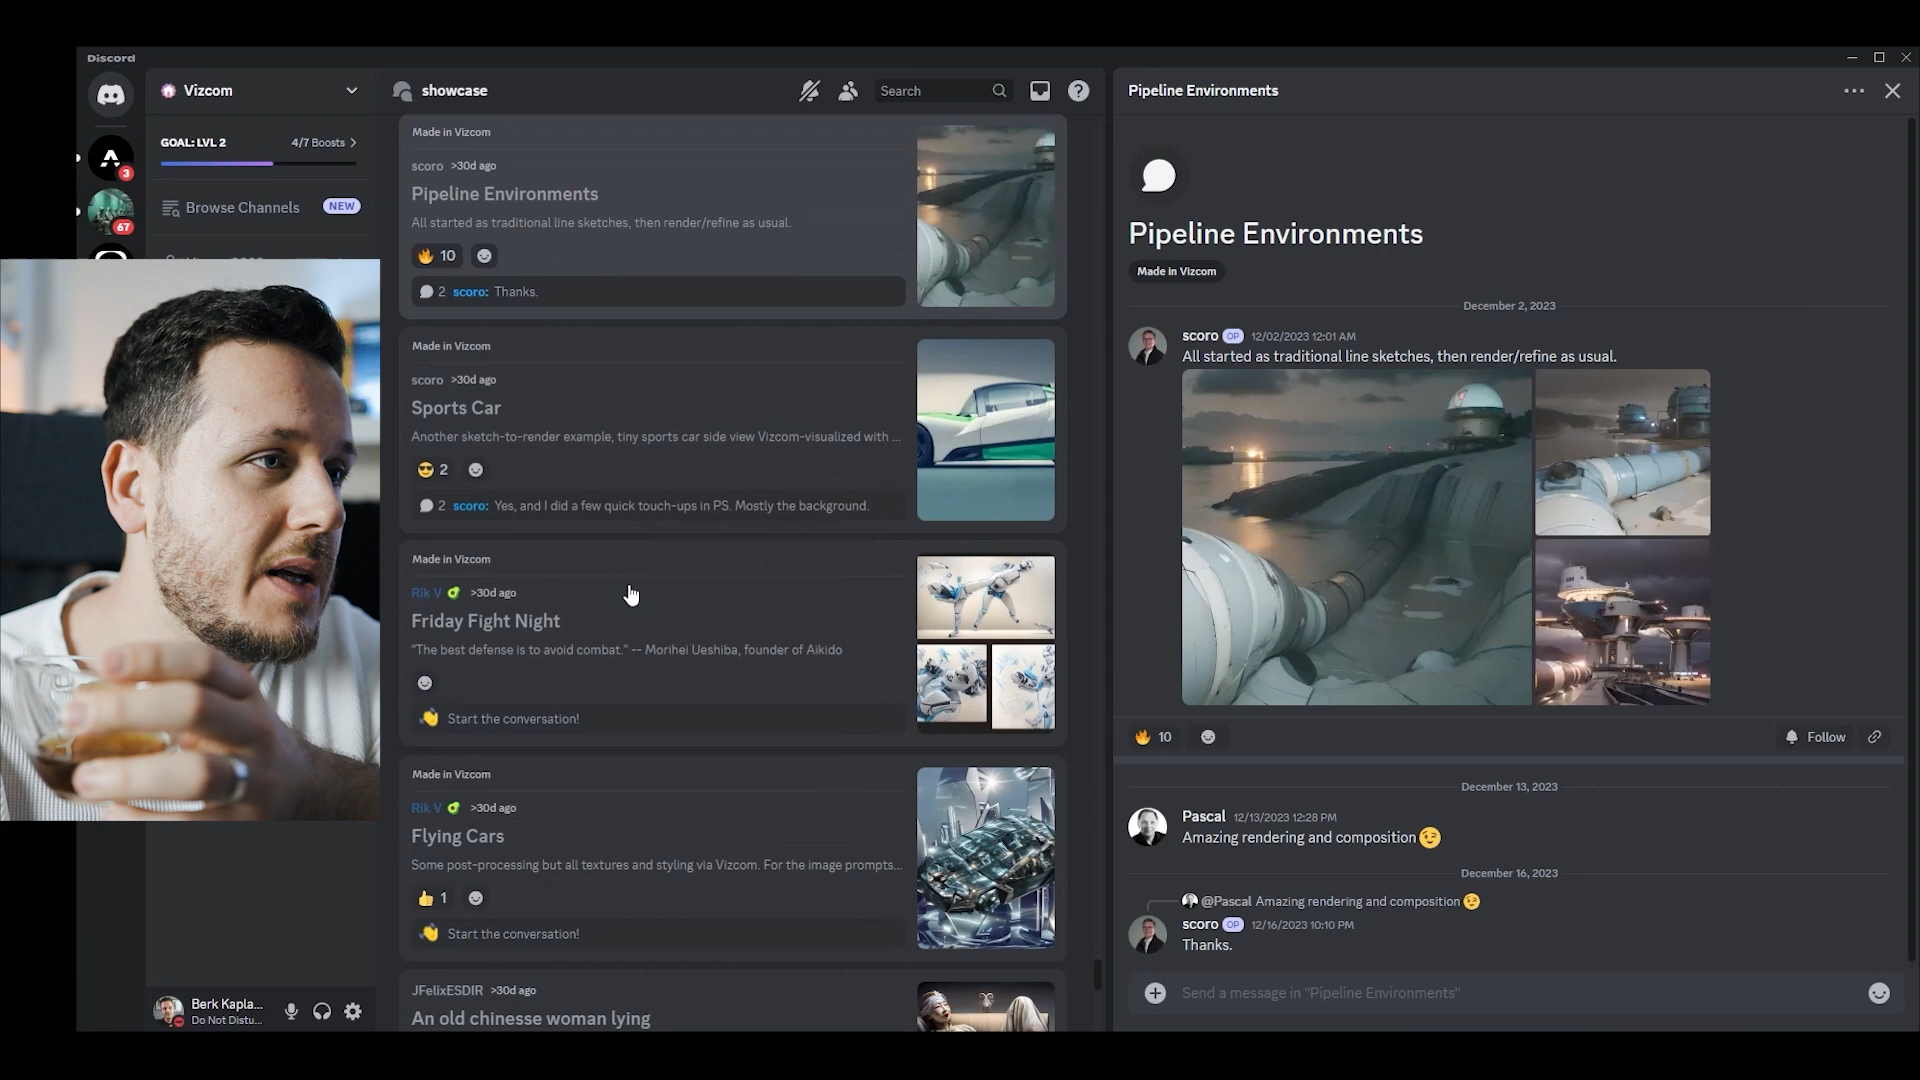 Discord
Vizcom
GOAL: LVL 2
4/7 Boosts
Browse Channels
NEW
3
67
showcase
Search
Made in Vizcom
scoro >30d ago
Pipeline Environments
All started as traditional line sketches, then render/refine as usual.
🔥 10
2 scoro: Thanks.
Made in Vizcom
scoro >30d ago
Sports Car
Another sketch-to-render example, tiny sports car side view Vizcom-visualized with ...
😎 2
2 scoro: Yes, and I did a few quick touch-ups in PS. Mostly the background.
Made in Vizcom
Rik V 🥑 >30d ago
Friday Fight Night
"The best defense is to avoid combat." -- Morihei Ueshiba, founder of Aikido
👋 Start the conversation!
Made in Vizcom
Rik V 🥑 >30d ago
Flying Cars
Some post-processing but all textures and styling via Vizcom. For the image prompts...
👍 1
👋 Start the conversation!
JFelixESDIR >30d ago
An old chinesse woman lying
Berk Kapla...
Do Not Distu...
Pipeline Environments
Pipeline Environments
Made in Vizcom
December 2, 2023
scoro OP 12/02/2023 12:01 AM
All started as traditional line sketches, then render/refine as usual.
🔥 10
Follow
December 13, 2023
Pascal 12/13/2023 12:28 PM
Amazing rendering and composition 😉
December 16, 2023
@Pascal Amazing rendering and composition 😉
scoro OP 12/16/2023 10:10 PM
Thanks.
Send a message in "Pipeline Environments"